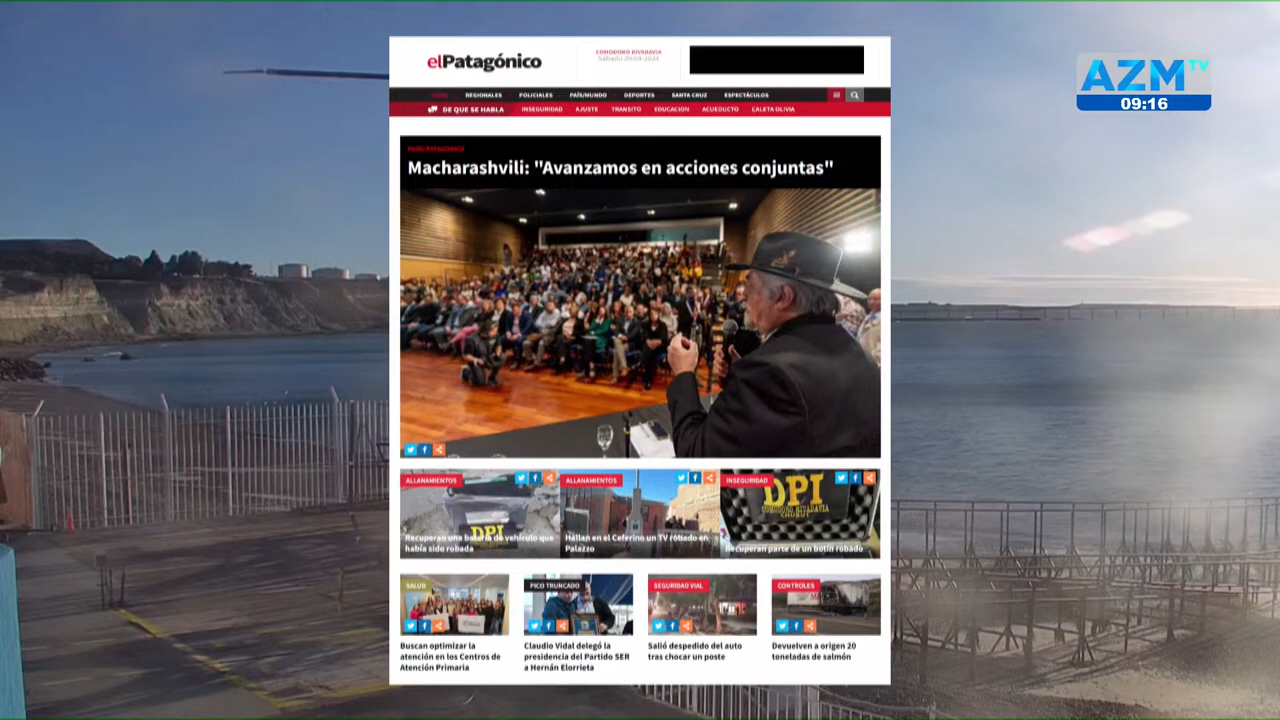 elPatagónico
COMODORO RIVADAVIA
AZM TV
09:16
REGIONALES POLICIALES PAÍS/MUNDO DEPORTES SANTA CRUZ ESPECTÁCULOS
DE QUE SE HABLA INSEGURIDAD AJUSTE TRANSITO EDUCACION ACUEDUCTO CALETA OLIVIA
Macharashvili: "Avanzamos en acciones conjuntas"
ALLANAMIENTOS
DPI
Recuperan una batería de vehículo que
había sido robada
ALLANAMIENTOS
Hallan en el Ceferino un TV robado en
Palazzo
INSEGURIDAD
DPI
COMODORO RIVADAVIA
CHUBUT
Recuperan parte de un botín robado
SALUD
Buscan optimizar la
atención en los Centros de
Atención Primaria
PICO TRUNCADO
Claudio Vidal delegó la
presidencia del Partido SER
a Hernán Elorrieta
SEGURIDAD VIAL
Salió despedido del auto
tras chocar un poste
CONTROLES
Devuelven a origen 20
toneladas de salmón